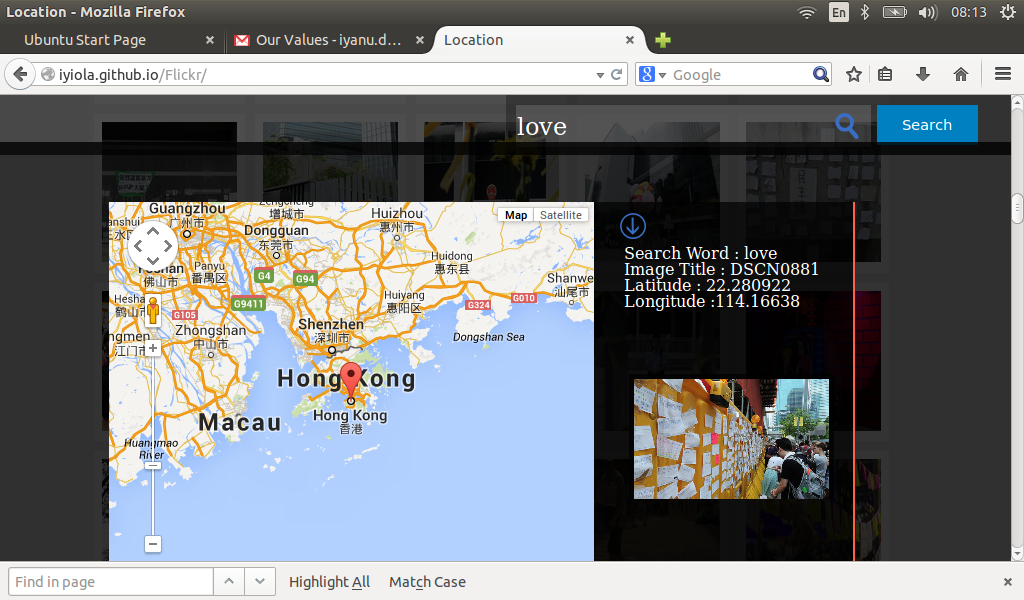 Location - Mozilla Firefox
En
08:13
Ubuntu Start Page
Our Values - iyanu.d...
Location
iyiola.github.io/Flickr/
Google
love
Search
Map
Satellite
Guangzhou
广州市
增城市
Huizhou
惠州市
Dongguan
东莞市
Huidong
惠东县
Foshan
佛山市
Panyu
番禺区
G4
G94
Shanwe
汕尾市
G9411
Huiyang
惠阳区
G010
G324
G105
鹤山市
Zhongshan
中山市
Shenzhen
深圳市
Dongshan Sea
江门市
Hong Kong
Hong Kong
香港
Macau
Huangmao
River
Search Word : love
Image Title : DSCN0881
Latitude : 22.280922
Longitude :114.16638
Find in page
Highlight All
Match Case